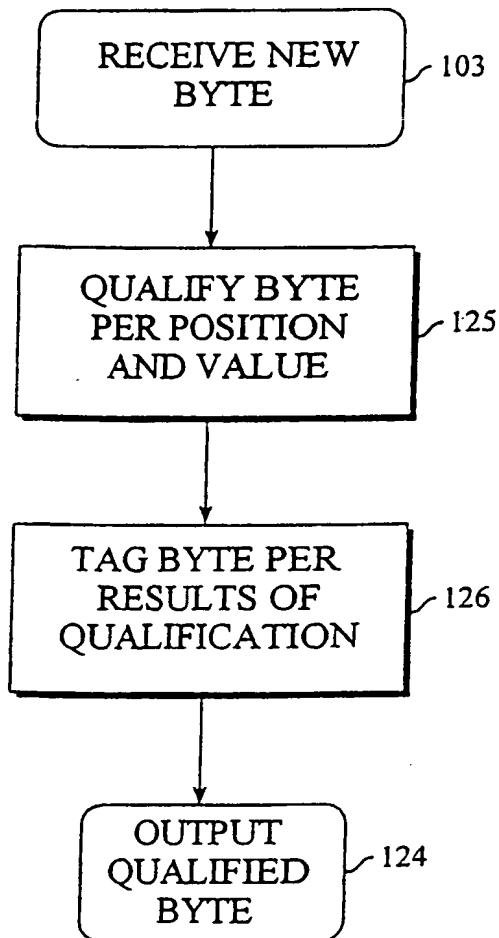 RECEIVE NEW
BYTE
103
QUALIFY BYTE
PER POSITION
AND VALUE
125
TAG BYTE PER
RESULTS OF
QUALIFICATION
126
OUTPUT
QUALIFIED
BYTE
124